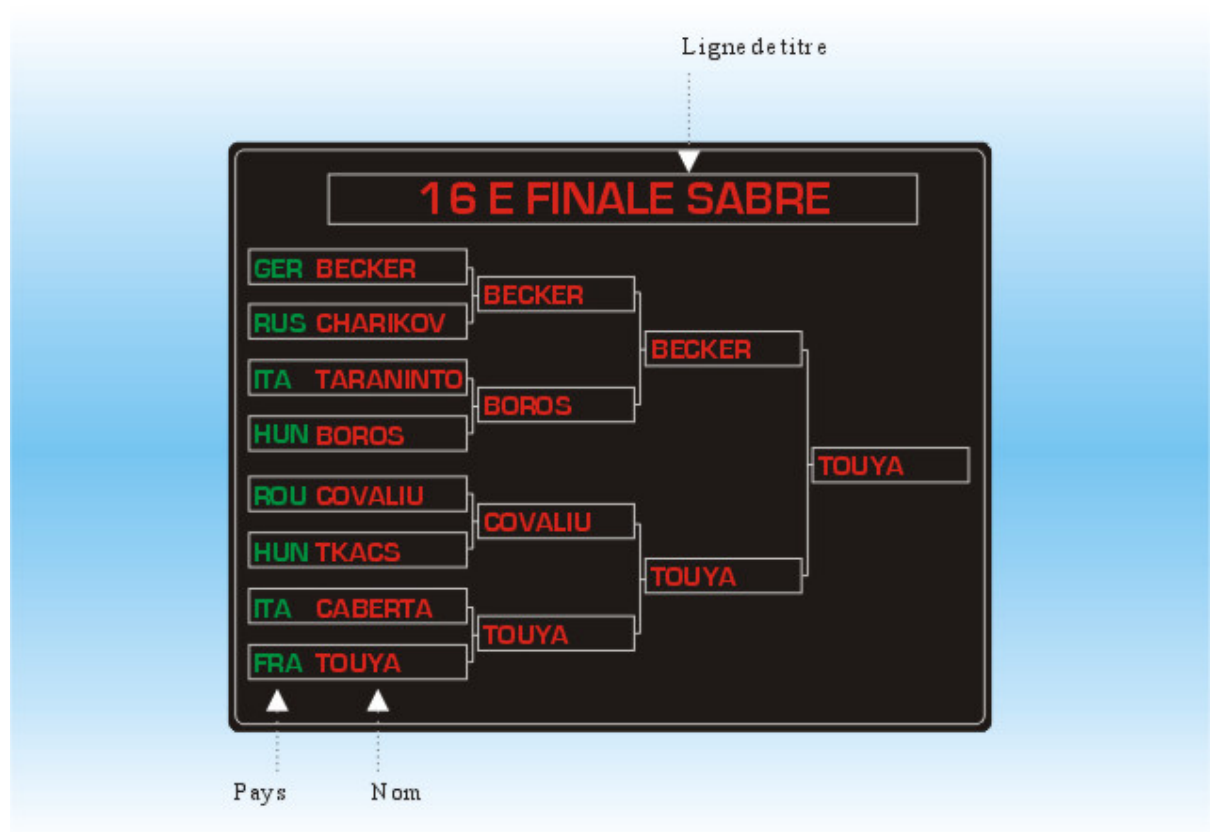 Ligne de titre
16 E FINALE SABRE
GER BECKER
RUS CHARIKOV
ITA TARANINTO
HUN BOROS
ROU COVALIU
HUN TKACS
ITA CABERTA
FRA TOUYA
BECKER
BOROS
COVALIU
TOUYA
BECKER
TOUYA
TOUYA
Pays Nom